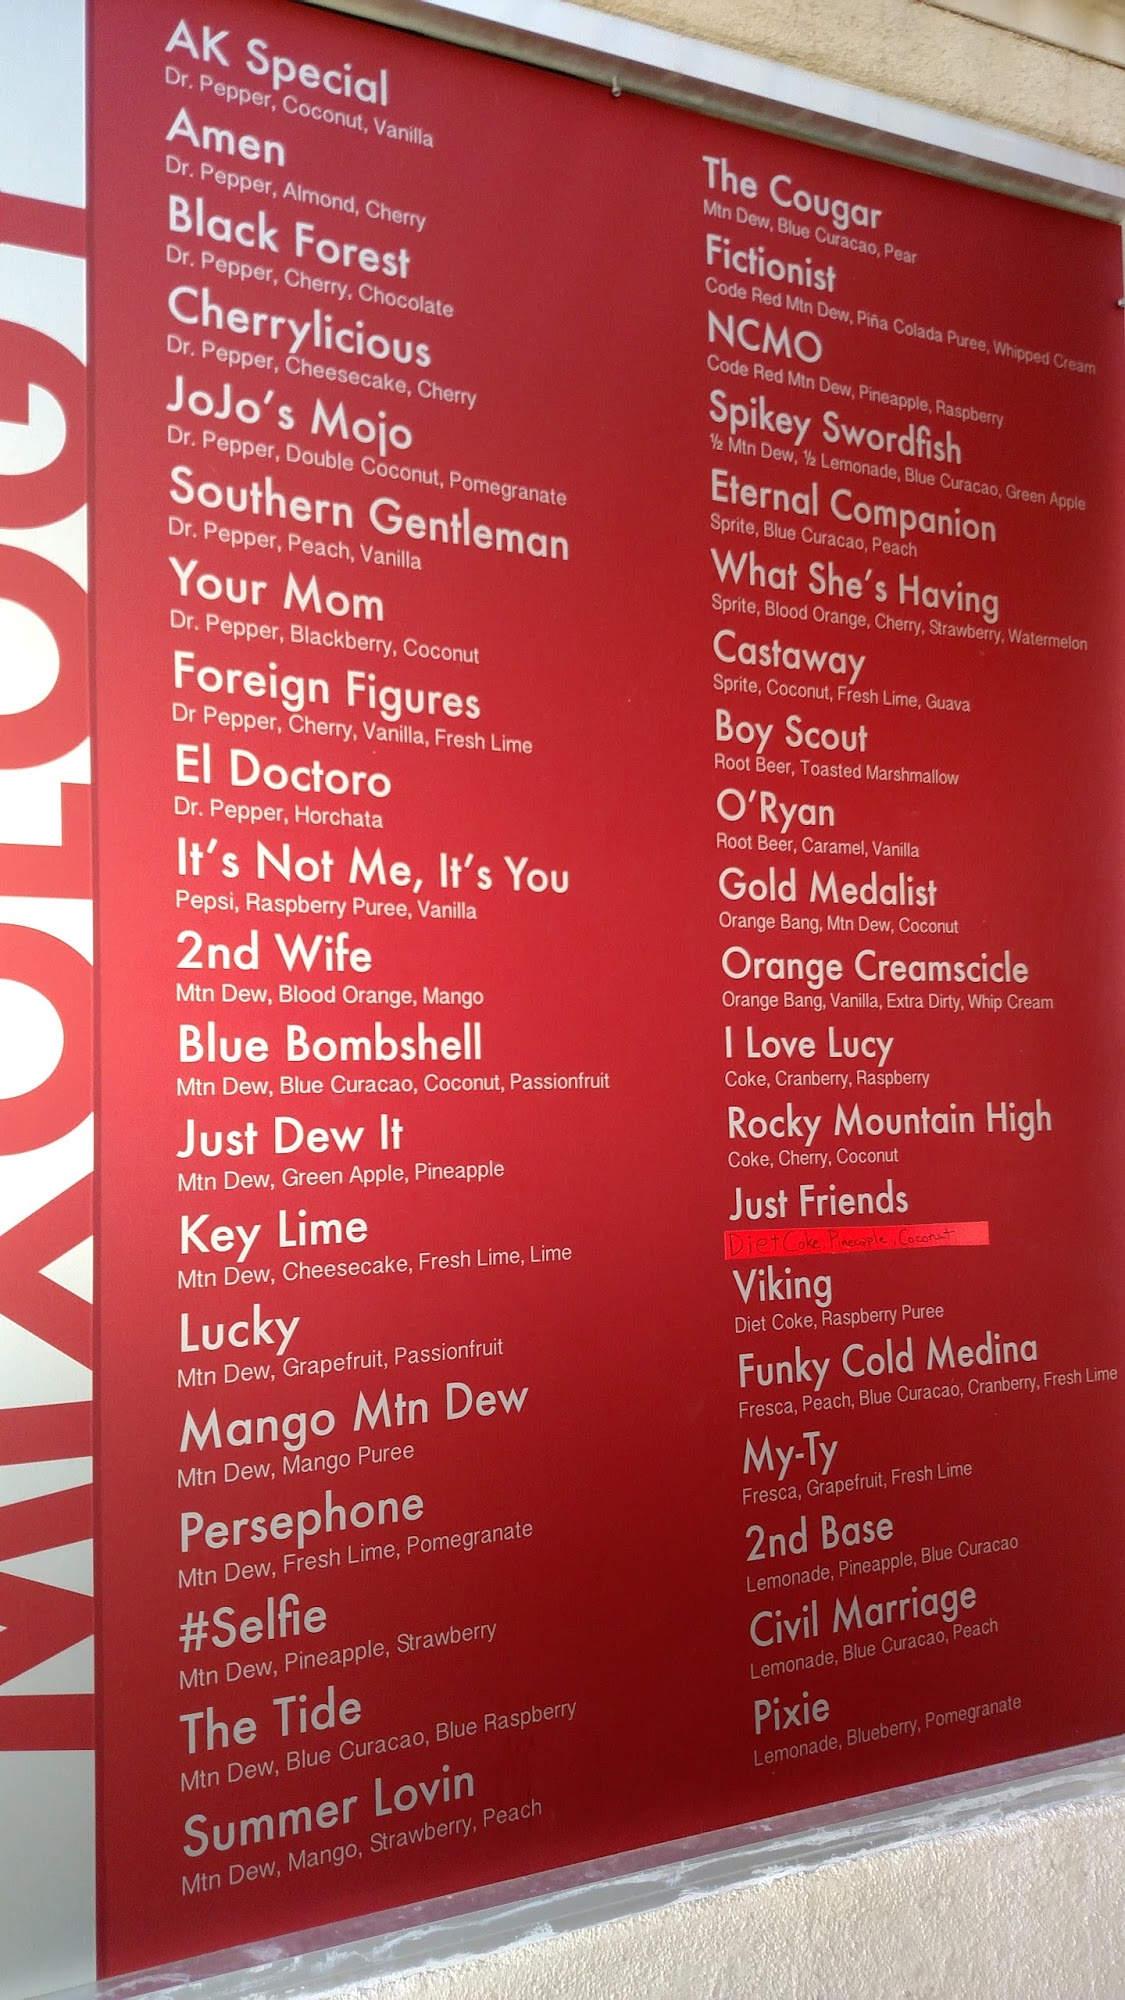 MIXOLOGY
AK Special
Dr. Pepper, Coconut, Vanilla
Amen
Dr. Pepper, Almond, Cherry
Black Forest
Dr. Pepper, Cherry, Chocolate
Cherrylicious
Dr. Pepper, Cheesecake, Cherry
JoJo's Mojo
Dr. Pepper, Double Coconut, Pomegranate
Southern Gentleman
Dr. Pepper, Peach, Vanilla
Your Mom
Dr. Pepper, Blackberry, Coconut
Foreign Figures
Dr Pepper, Cherry, Vanilla, Fresh Lime
El Doctoro
Dr. Pepper, Horchata
It's Not Me, It's You
Pepsi, Raspberry Puree, Vanilla
2nd Wife
Mtn Dew, Blood Orange, Mango
Blue Bombshell
Mtn Dew, Blue Curacao, Coconut, Passionfruit
Just Dew It
Mtn Dew, Green Apple, Pineapple
Key Lime
Mtn Dew, Cheesecake, Fresh Lime, Lime
Lucky
Mtn Dew, Grapefruit, Passionfruit
Mango Mtn Dew
Mtn Dew, Mango Puree
Persephone
Mtn Dew, Fresh Lime, Pomegranate
#Selfie
Mtn Dew, Pineapple, Strawberry
The Tide
Mtn Dew, Blue Curacao, Blue Raspberry
Summer Lovin
Mtn Dew, Mango, Strawberry, Peach
The Cougar
Mtn Dew, Blue Curacao, Pear
Fictionist
Code Red Mtn Dew, Piña Colada Puree, Whipped Cream
NCMO
Code Red Mtn Dew, Pineapple, Raspberry
Spikey Swordfish
½ Mtn Dew, ½ Lemonade, Blue Curacao, Green Apple
Eternal Companion
Sprite, Blue Curacao, Peach
What She's Having
Sprite, Blood Orange, Cherry, Strawberry, Watermelon
Castaway
Sprite, Coconut, Fresh Lime, Guava
Boy Scout
Root Beer, Toasted Marshmallow
O'Ryan
Root Beer, Caramel, Vanilla
Gold Medalist
Orange Bang, Mtn Dew, Coconut
Orange Creamscicle
Orange Bang, Vanilla, Extra Dirty, Whip Cream
I Love Lucy
Coke, Cranberry, Raspberry
Rocky Mountain High
Coke, Cherry, Coconut
Just Friends
Diet Coke, Pineapple, Coconut
Viking
Diet Coke, Raspberry Puree
Funky Cold Medina
Fresca, Peach, Blue Curacao, Cranberry, Fresh Lime
My-Ty
Fresca, Grapefruit, Fresh Lime
2nd Base
Lemonade, Pineapple, Blue Curacao
Civil Marriage
Lemonade, Blue Curacao, Peach
Pixie
Lemonade, Blueberry, Pomegranate